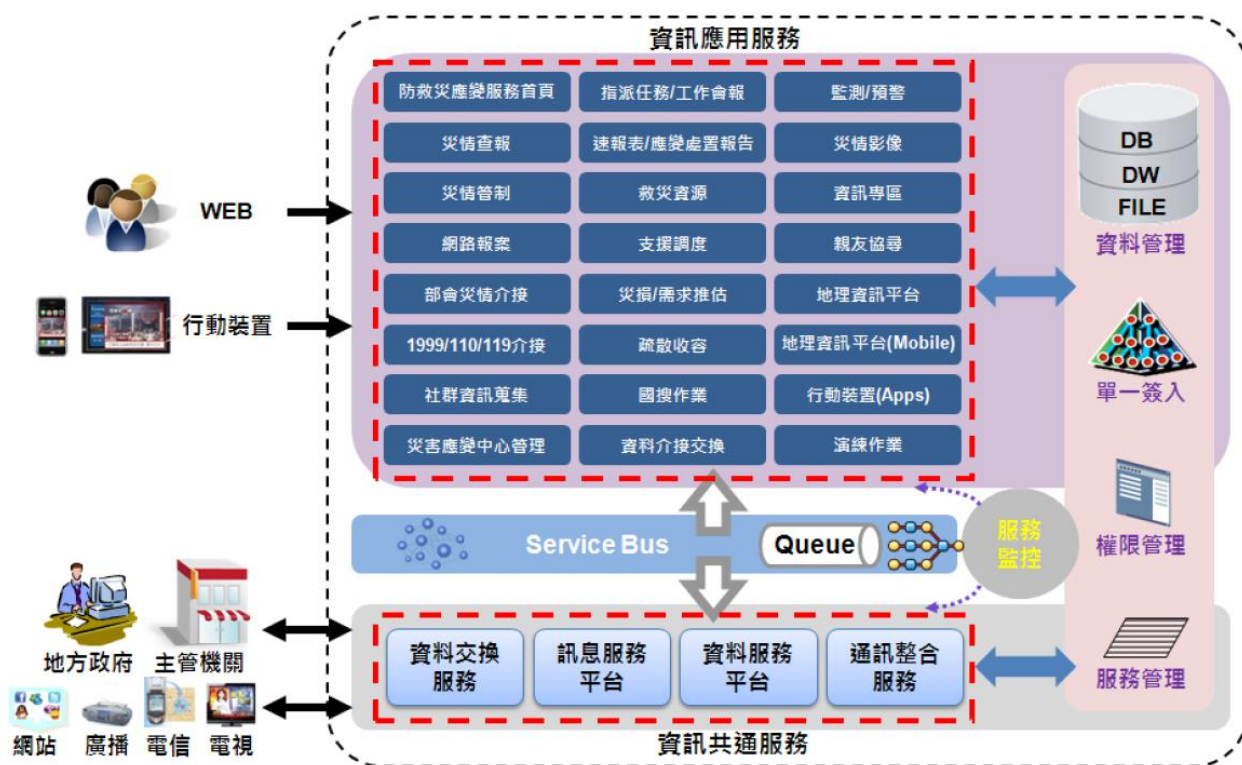 資訊應用服務
防救災應變服務首頁
指派任務/工作會報
監測/預警
災情查報
速報表/應變處置報告
災情影像
災情管制
救災資源
資訊專區
網路報案
支援調度
親友協尋
部會災情介接
災損/需求推估
地理資訊平台
1999/110/119介接
疏散收容
地理資訊平台(Mobile)
社群資訊蒐集
國搜作業
行動裝置(Apps)
災害應變中心管理
資料介接交換
演練作業
WEB
行動裝置
DB
DW
FILE
資料管理
單一簽入
權限管理
服務管理
Service Bus
Queue
服務
監控
地方政府
主管機關
網站
廣播
電信
電視
資料交換
服務
訊息服務
平台
資料服務
平台
通訊整合
服務
資訊共通服務